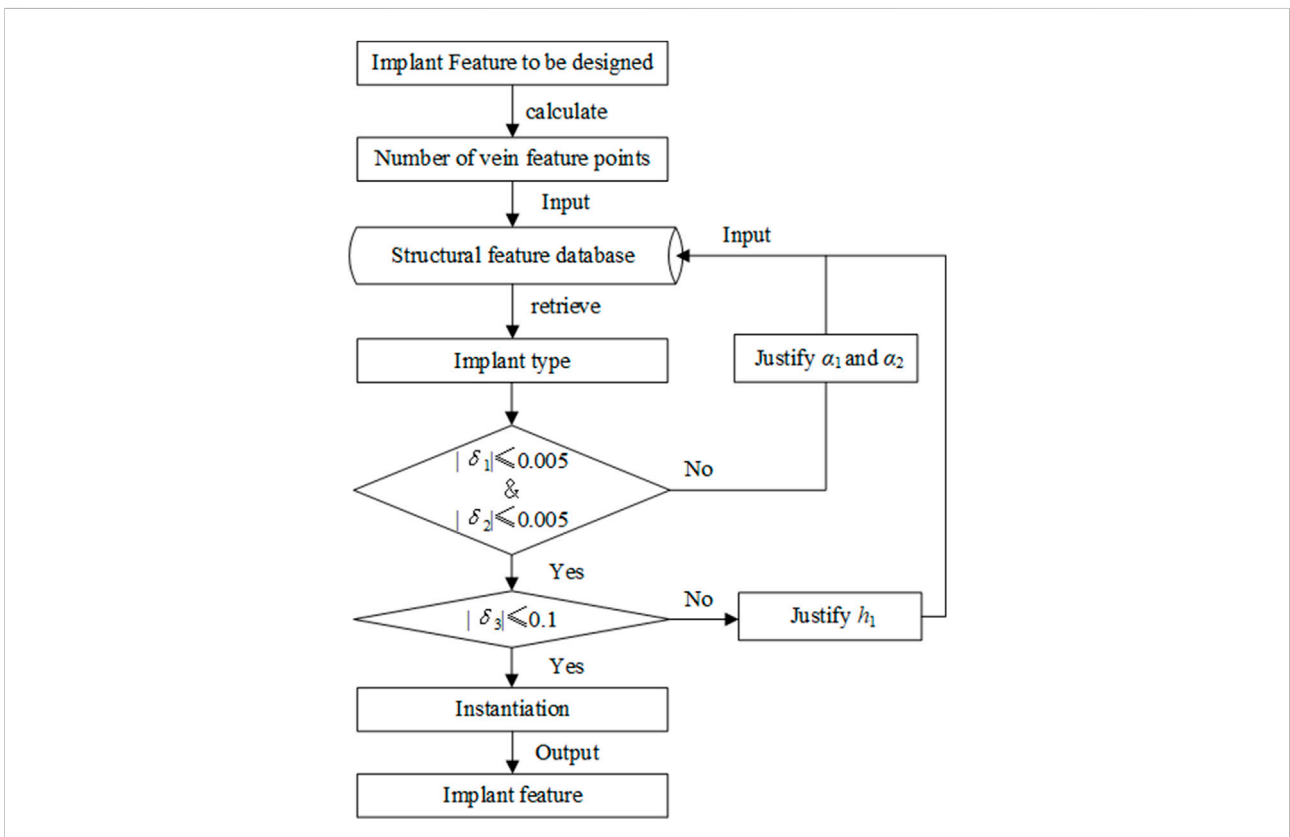 Implant Feature to be designed
calculate
Number of vein feature points
Input
Structural feature database
Input
retrieve
Implant type
Justify α₁ and α₂
| δ₁|⩽0.005
&
| δ₂|⩽0.005
No
Yes
| δ₃|⩽0.1
No
Justify h₁
Yes
Instantiation
Output
Implant feature